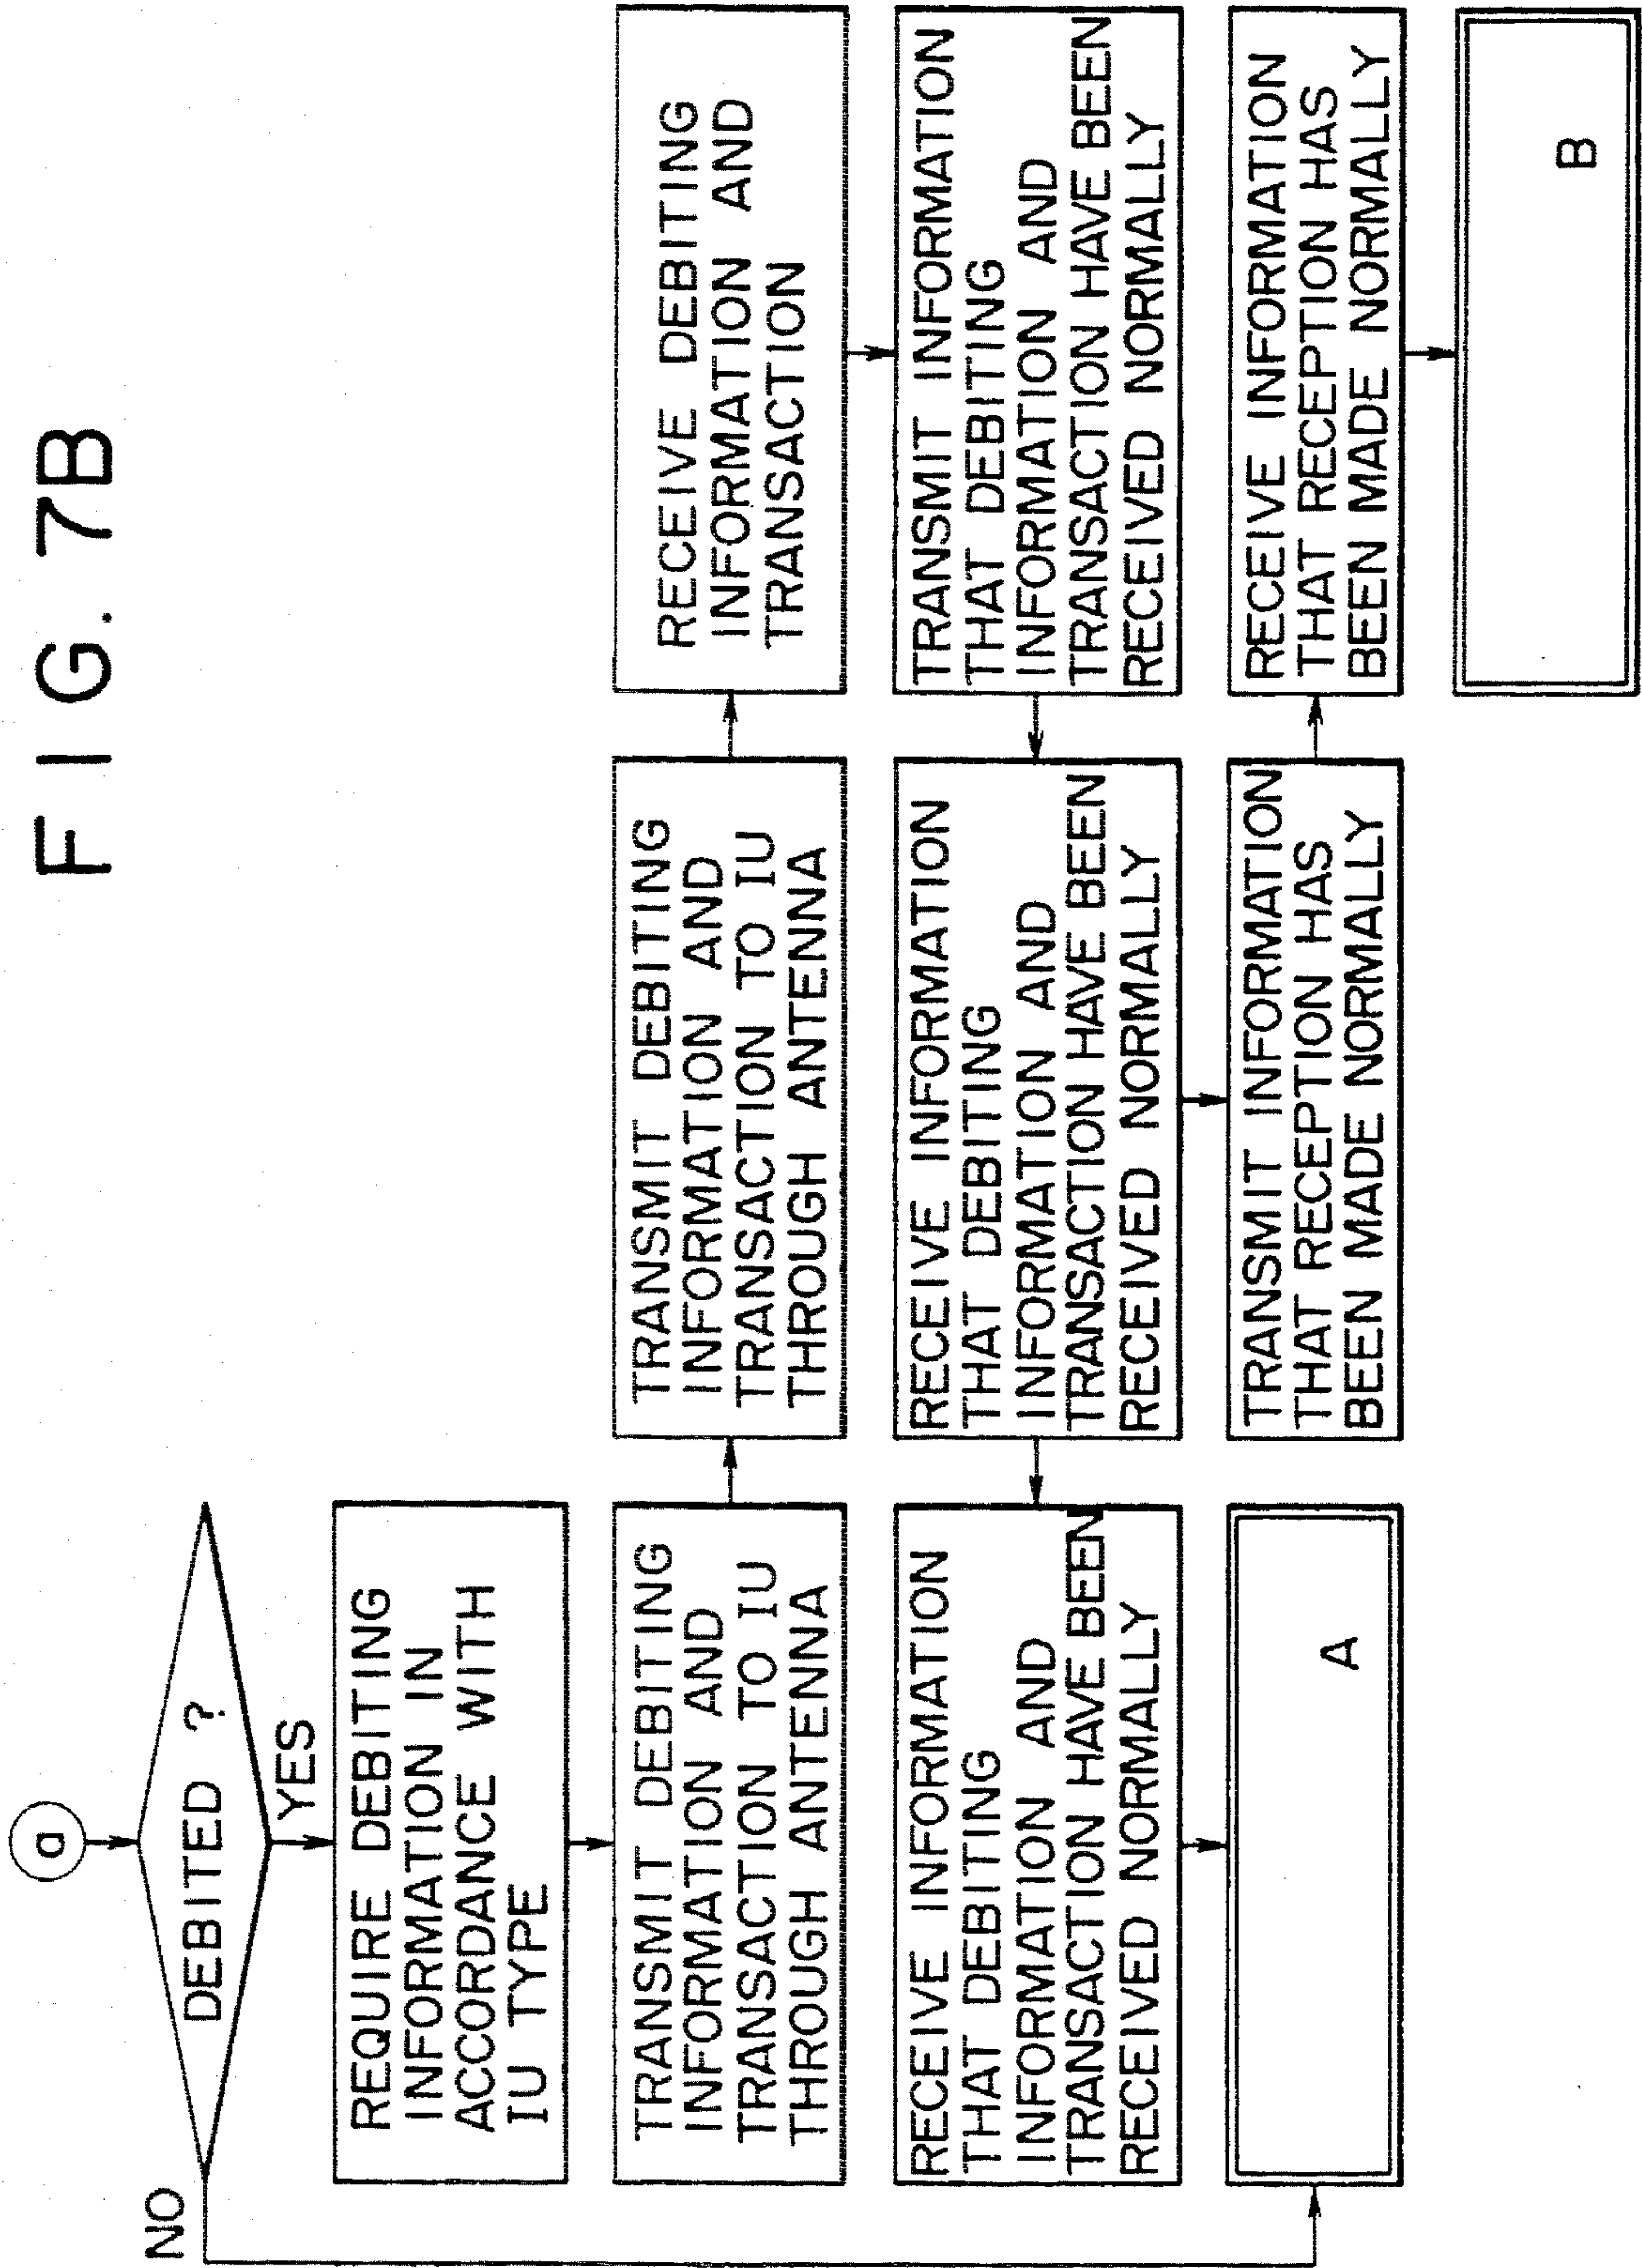 FIG. 7B
a
DEBITED ?
NO
YES
REQUIRE DEBITING
INFORMATION IN
ACCORDANCE WITH
IU TYPE
TRANSMIT DEBITING
INFORMATION AND
TRANSACTION TO IU
THROUGH ANTENNA
TRANSMIT DEBITING
INFORMATION AND
TRANSACTION TO IU
THROUGH ANTENNA
RECEIVE DEBITING
INFORMATION AND
TRANSACTION
RECEIVE INFORMATION
THAT DEBITING
INFORMATION AND
TRANSACTION HAVE BEEN
RECEIVED NORMALLY
RECEIVE INFORMATION
THAT DEBITING
INFORMATION AND
TRANSACTION HAVE BEEN
RECEIVED NORMALLY
TRANSMIT INFORMATION
THAT DEBITING
INFORMATION AND
TRANSACTION HAVE BEEN
RECEIVED NORMALLY
A
TRANSMIT INFORMATION
THAT RECEPTION HAS
BEEN MADE NORMALLY
RECEIVE INFORMATION
THAT RECEPTION HAS
BEEN MADE NORMALLY
B